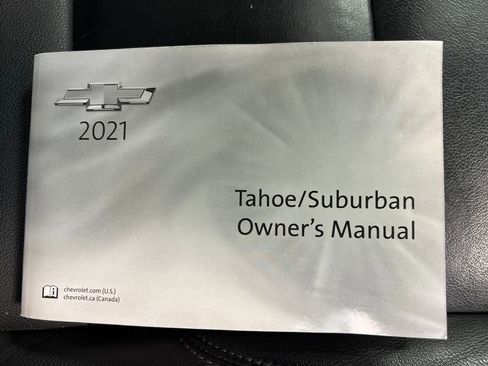 2021
Tahoe/Suburban
Owner's Manual
chevrolet.com (U.S.)
chevrolet.ca (Canada)